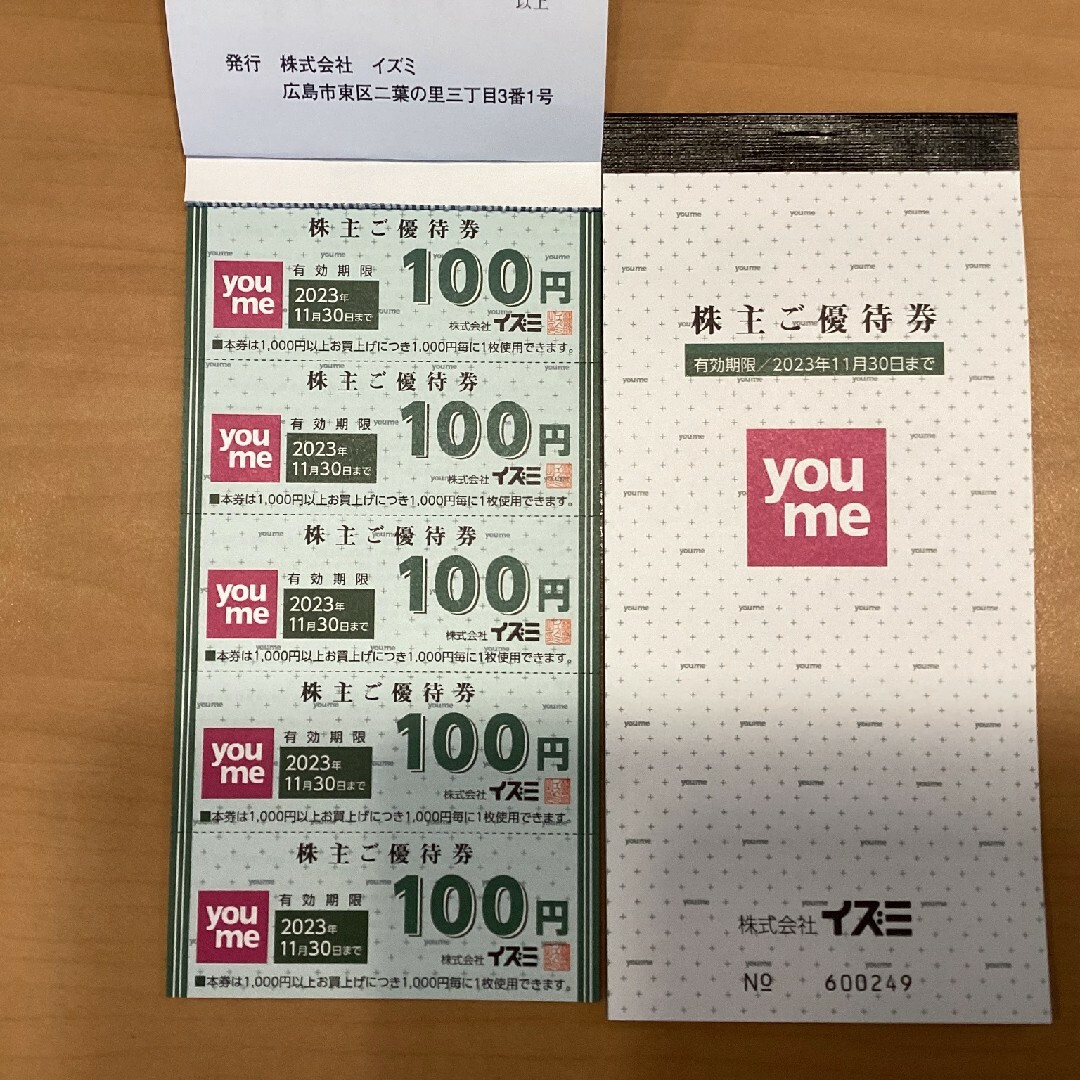 以上
発行 株式会社 イズミ
広島市東区二葉の里三丁目3番1号
株主ご優待券
you me
有効期限
2023年
11月30日まで
100円
株式会社 イズミ
■本券は1,000円以上お買上げにつき1,000円毎に1枚使用できます。
株主ご優待券
you me
有効期限
2023年
11月30日まで
100円
株式会社 イズミ
■本券は1,000円以上お買上げにつき1,000円毎に1枚使用できます。
株主ご優待券
you me
有効期限
2023年
11月30日まで
100円
株式会社 イズミ
■本券は1,000円以上お買上げにつき1,000円毎に1枚使用できます。
株主ご優待券
you me
有効期限
2023年
11月30日まで
100円
株式会社 イズミ
■本券は1,000円以上お買上げにつき1,000円毎に1枚使用できます。
株主ご優待券
you me
有効期限
2023年
11月30日まで
100円
株式会社 イズミ
■本券は1,000円以上お買上げにつき1,000円毎に1枚使用できます。
株主ご優待券
有効期限/2023年11月30日まで
you
me
株式会社 イズミ
№ 600249